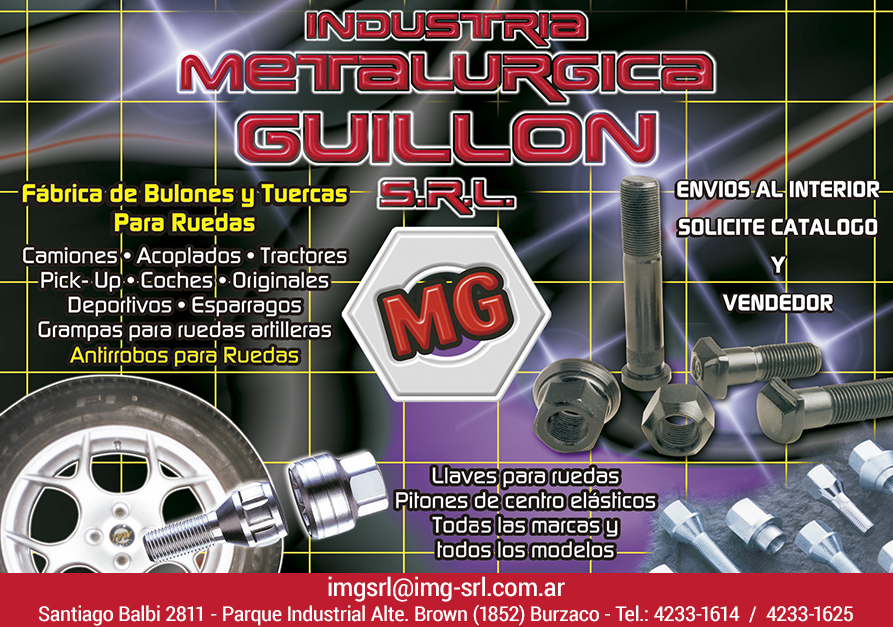 INDUSTRIA
METALURGICA
GUILLON
S.R.L.
Fábrica de Bulones y Tuercas
Para Ruedas
Camiones • Acoplados • Tractores
Pick- Up • Coches • Originales
Deportivos • Esparragos
Grampas para ruedas artilleras
Antirrobos para Ruedas
MG
ENVIOS AL INTERIOR
SOLICITE CATALOGO
Y
VENDEDOR
Llaves para ruedas
Pitones de centro elásticos
Todas las marcas y
todos los modelos
imgsrl@img-srl.com.ar
Santiago Balbi 2811 - Parque Industrial Alte. Brown (1852) Burzaco - Tel.: 4233-1614 / 4233-1625